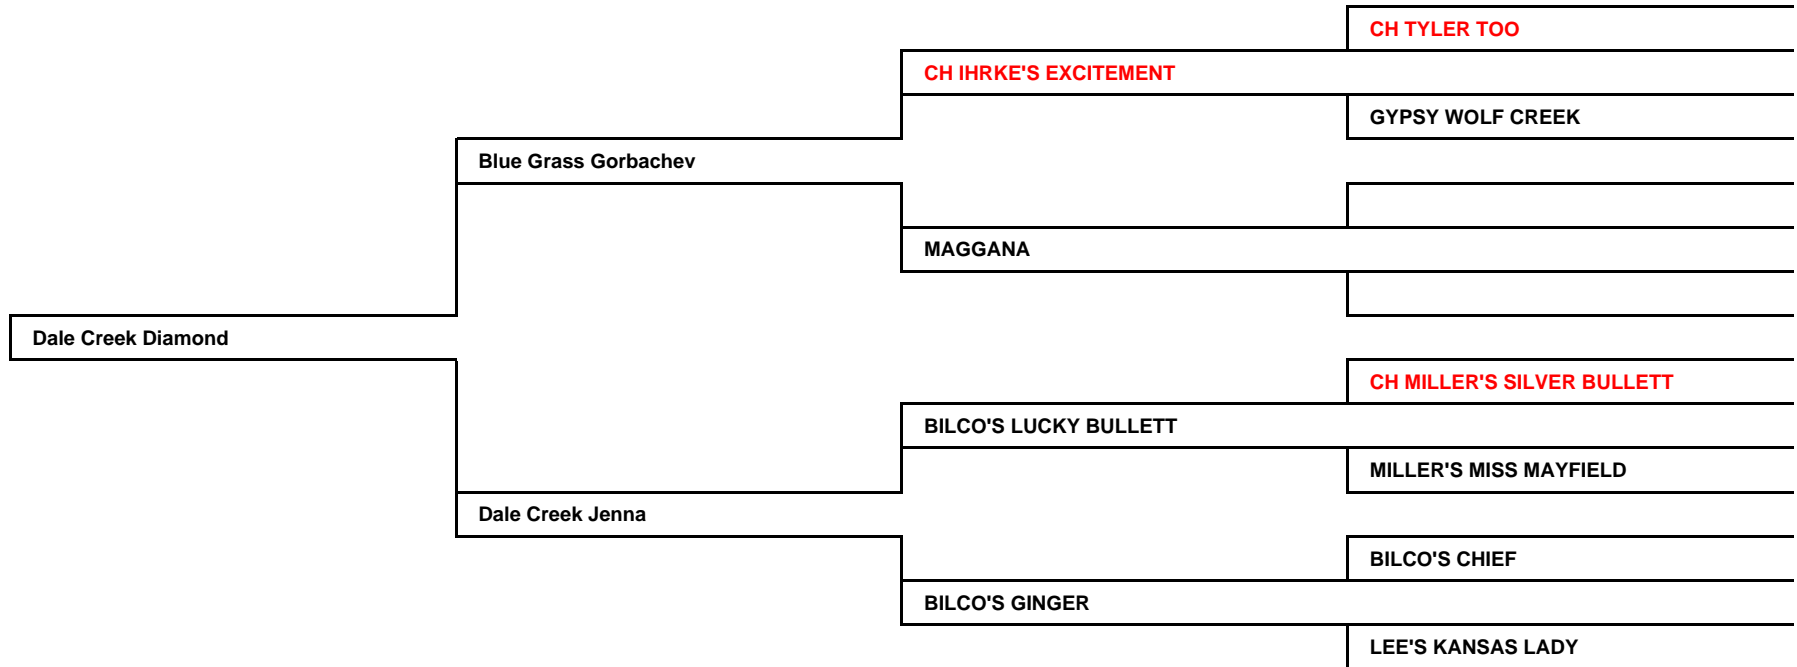 CH TYLER TOO
CH IHRKE'S EXCITEMENT
GYPSY WOLF CREEK
Blue Grass Gorbachev
MAGGANA
Dale Creek Diamond
CH MILLER'S SILVER BULLETT
BILCO'S LUCKY BULLETT
MILLER'S MISS MAYFIELD
Dale Creek Jenna
BILCO'S CHIEF
BILCO'S GINGER
LEE'S KANSAS LADY